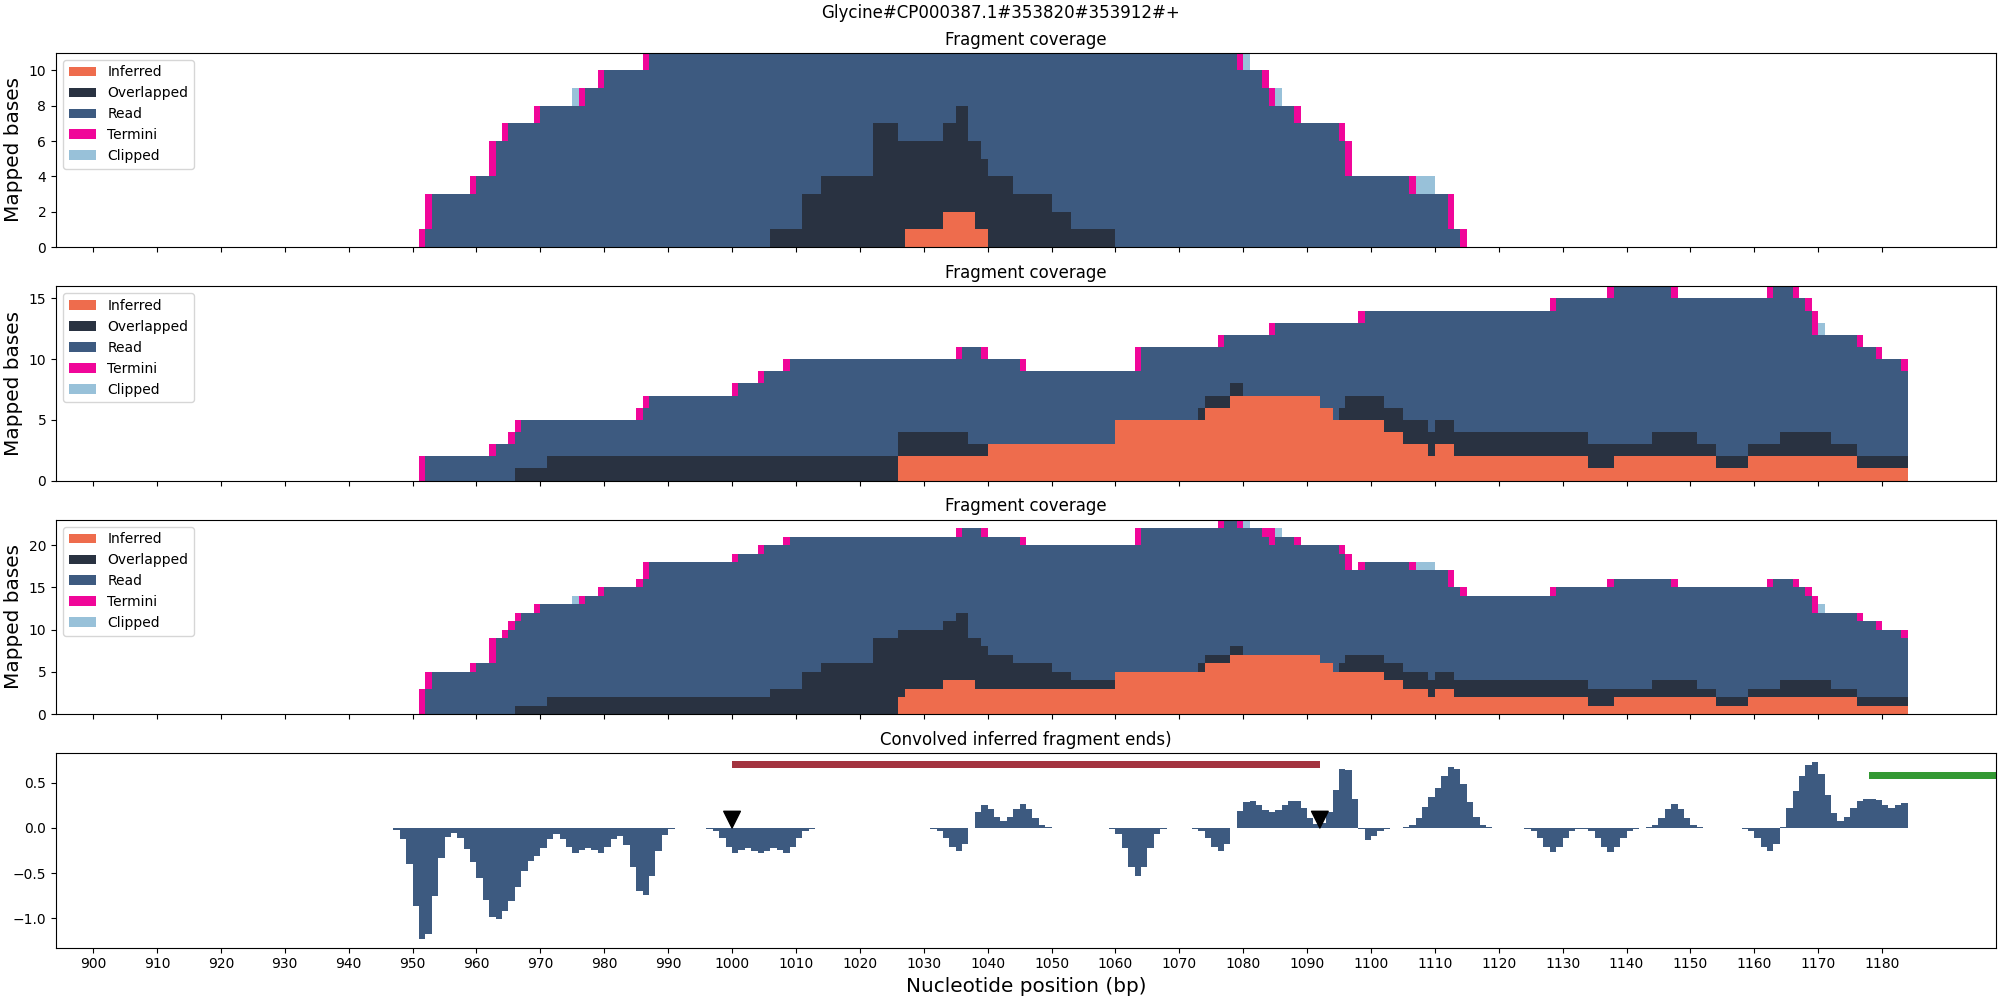 Glycine#CP000387.1#353820#353912#+
Fragment coverage
Mapped bases
10
8
6
4
2
0
Inferred
Overlapped
Read
Termini
Clipped
Fragment coverage
Mapped bases
15
10
5
0
Inferred
Overlapped
Read
Termini
Clipped
Fragment coverage
Mapped bases
20
15
10
5
0
Inferred
Overlapped
Read
Termini
Clipped
Convolved inferred fragment ends)
0.5
0.0
−0.5
−1.0
900 910 920 930 940 950 960 970 980 990 1000 1010 1020 1030 1040 1050 1060 1070 1080 1090 1100 1110 1120 1130 1140 1150 1160 1170 1180
Nucleotide position (bp)